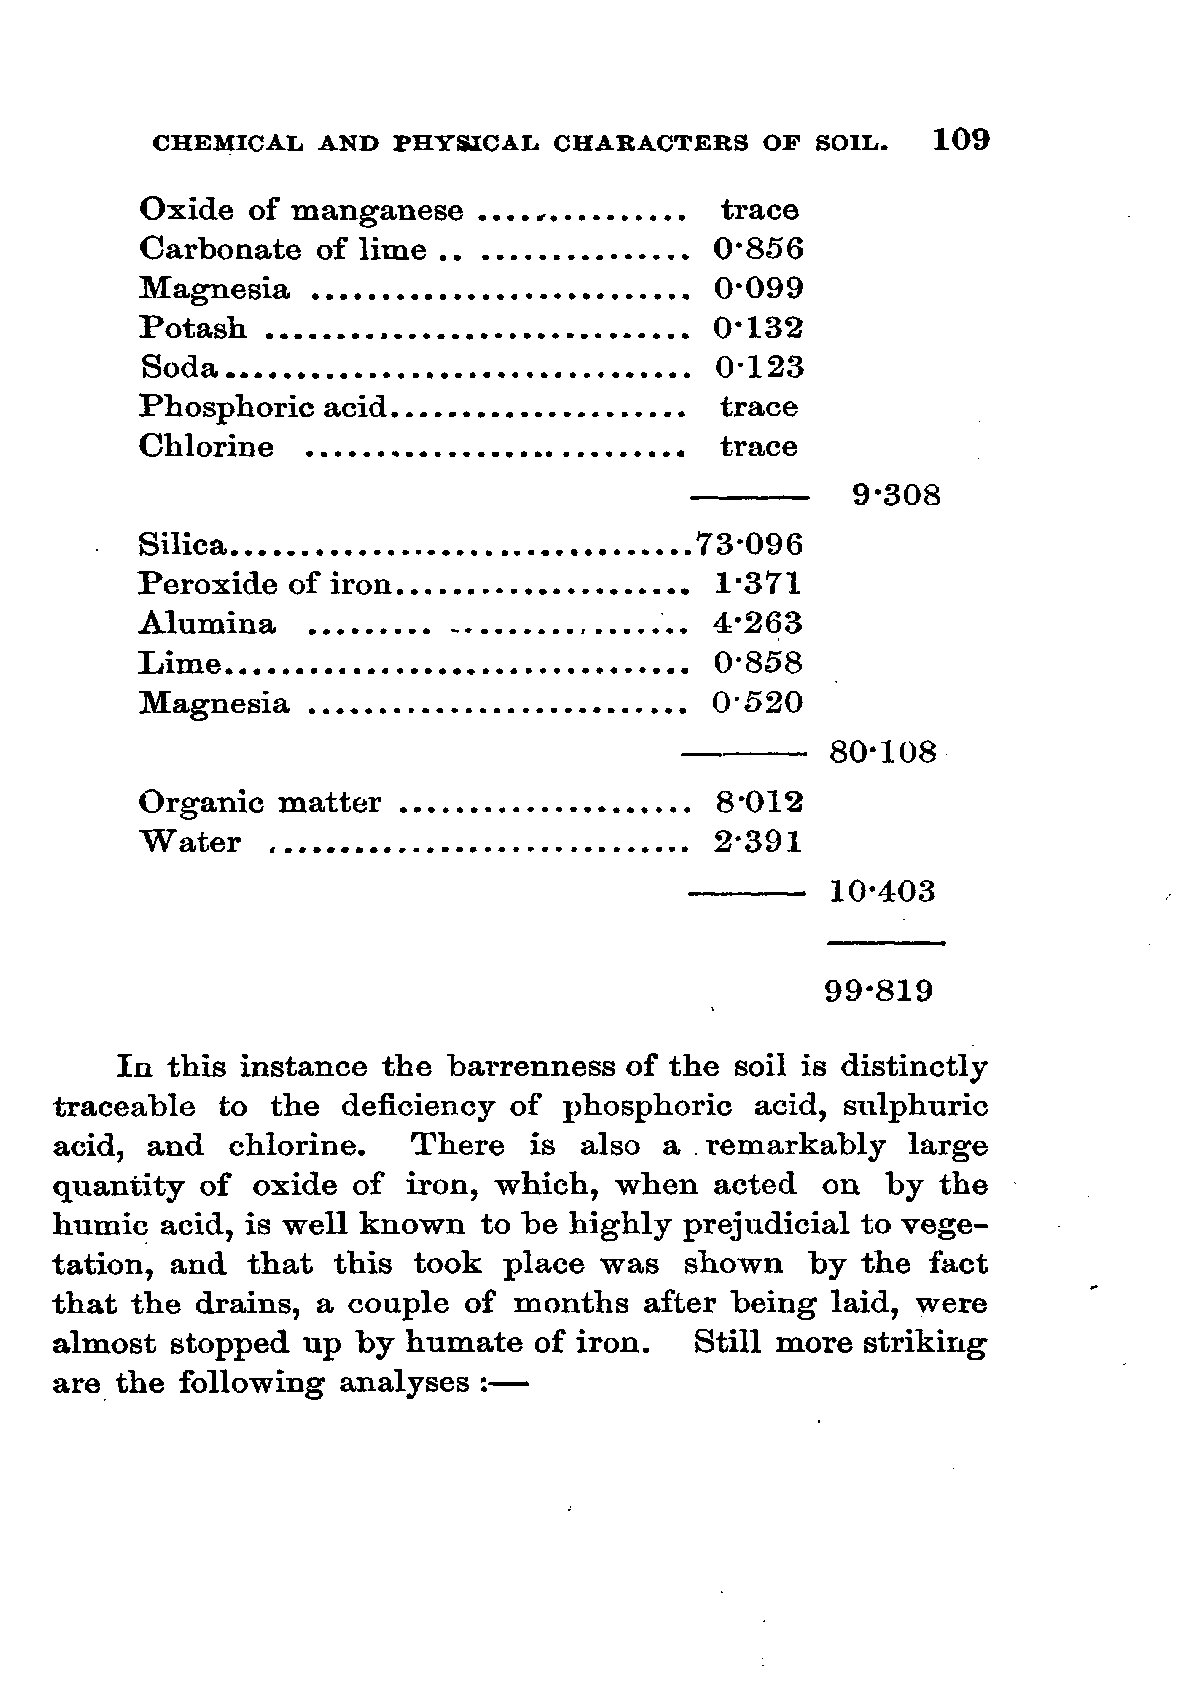 CHEMICAL AND PHYSICAL CHARACTERS OF SOIL. 109
Oxide of manganese ............... trace
Carbonate of lime .. ............... 0·856
Magnesia ........................... 0·099
Potash .............................. 0·132
Soda................................. 0·123
Phosphoric acid..................... trace
Chlorine ........................... trace
——— 9·308
Silica.................................73·096
Peroxide of iron..................... 1·371
Alumina ......... ................. 4·263
Lime................................. 0·858
Magnesia ........................... 0·520
——— 80·108
Organic matter ..................... 8·012
Water .............................. 2·391
——— 10·403
99·819
In this instance the barrenness of the soil is distinctly
traceable to the deficiency of phosphoric acid, sulphuric
acid, and chlorine. There is also a remarkably large
quantity of oxide of iron, which, when acted on by the
humic acid, is well known to be highly prejudicial to vege-
tation, and that this took place was shown by the fact
that the drains, a couple of months after being laid, were
almost stopped up by humate of iron. Still more striking
are the following analyses :—